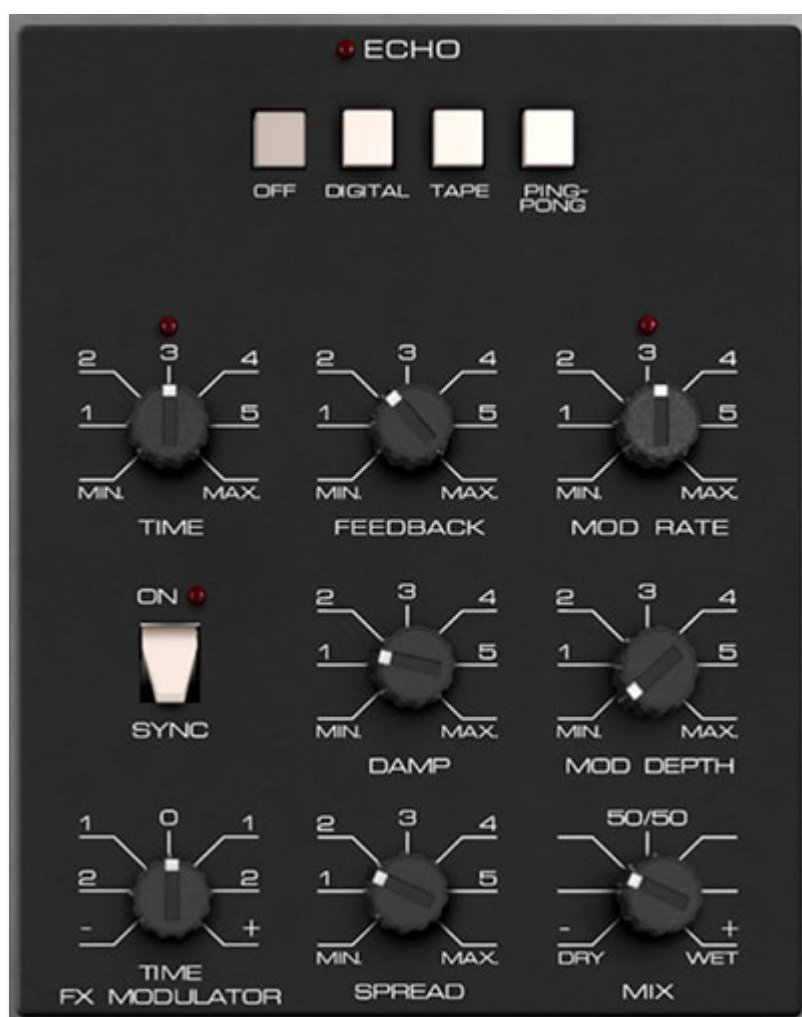 ECHO
OFF DIGITAL TAPE PING-
PONG
2 3 4 2 3 4 2 3 4
1 5 1 5 1 5
MIN. MAX. MIN. MAX. MIN. MAX.
TIME FEEDBACK MOD RATE
ON 2 3 4 2 3 4
1 5 1 5
SYNC MIN. MAX. MIN. MAX.
DAMP MOD DEPTH
1 0 1 2 3 4 50/50
2 2 1 5
- + MIN. MAX. - +
DRY WET
TIME
FX MODULATOR SPREAD MIX